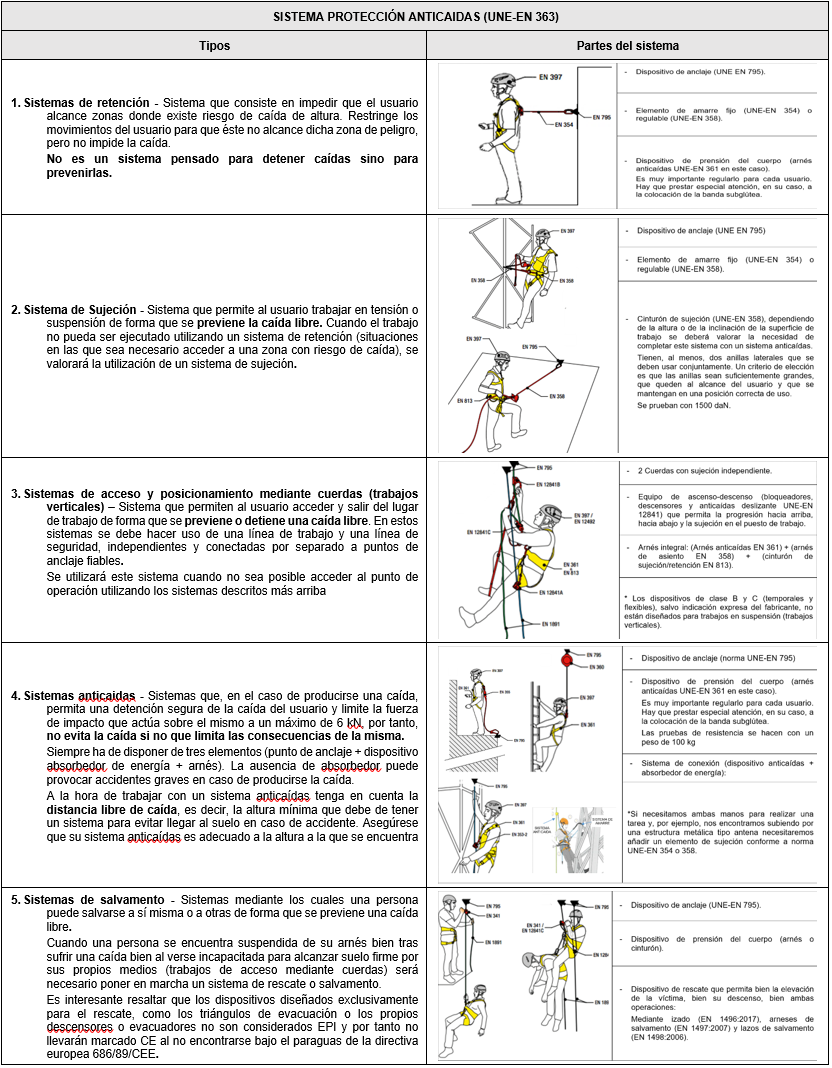 SISTEMA PROTECCIÓN ANTICAIDAS (UNE-EN 363)
Tipos
Partes del sistema
1. Sistemas de retención - Sistema que consiste en impedir que el usuario
alcance zonas donde existe riesgo de caída de altura. Restringe los
movimientos del usuario para que éste no alcance dicha zona de peligro,
pero no impide la caída.
No es un sistema pensado para detener caídas sino para
prevenirlas.
EN 397
EN 795
EN 354
- Dispositivo de anclaje (UNE EN 795).
- Elemento de amarre fijo (UNE-EN 354) o
regulable (UNE-EN 358).
- Dispositivo de prensión del cuerpo (arnés
anticaídas UNE-EN 361 en este caso).
Es muy importante regularlo para cada usuario.
Hay que prestar especial atención, en su caso, a
la colocación de la banda subglútea.
2. Sistema de Sujeción - Sistema que permite al usuario trabajar en tensión o
suspensión de forma que se previene la caída libre. Cuando el trabajo
no pueda ser ejecutado utilizando un sistema de retención (situaciones
en las que sea necesario acceder a una zona con riesgo de caída), se
valorará la utilización de un sistema de sujeción.
EN 397
EN 358
EN 358
EN 397
EN 795
EN 813
EN 358
- Dispositivo de anclaje (UNE EN 795)
- Elemento de amarre fijo (UNE-EN 354) o
regulable (UNE-EN 358).
- Cinturón de sujeción (UNE-EN 358), dependiendo
de la altura o de la inclinación de la superficie de
trabajo se deberá valorar la necesidad de
completar este sistema con un sistema anticaídas.
Tienen, al menos, dos anillas laterales que se
deben usar conjuntamente. Un criterio de elección
es que las anillas sean suficientemente grandes,
que queden al alcance del usuario y que se
mantengan en una posición correcta de uso.
Se prueban con 1500 daN.
3. Sistemas de acceso y posicionamiento mediante cuerdas (trabajos
verticales) – Sistema que permiten al usuario acceder y salir del lugar
de trabajo de forma que se previene o detiene una caída libre. En estos
sistemas se debe hacer uso de una línea de trabajo y una línea de
seguridad, independientes y conectadas por separado a puntos de
anclaje fiables.
Se utilizará este sistema cuando no sea posible acceder al punto de
operación utilizando los sistemas descritos más arriba
EN 795
EN 12841B
EN 397 /
EN 12492
EN 12841C
EN 361
&
EN 813
EN 12841A
EN 1891
- 2 Cuerdas con sujeción independiente.
- Equipo de ascenso-descenso (bloqueadores,
descensores y anticaídas deslizante UNE-EN
12841) que permita la progresión hacia arriba,
hacia abajo y la sujeción en el puesto de trabajo.
- Arnés integral: (Arnés anticaídas EN 361) + (arnés
de asiento EN 358) + (cinturón de
sujeción/retención EN 813).
* Los dispositivos de clase B y C (temporales y
flexibles), salvo indicación expresa del fabricante, no
están diseñados para trabajos en suspensión (trabajos
verticales).
4. Sistemas anticaidas - Sistemas que, en el caso de producirse una caída,
permita una detención segura de la caída del usuario y limite la fuerza
de impacto que actúa sobre el mismo a un máximo de 6 kN, por tanto,
no evita la caída si no que limita las consecuencias de la misma.
Siempre ha de disponer de tres elementos (punto de anclaje + dispositivo
absorbedor de energía + arnés). La ausencia de absorbedor puede
provocar accidentes graves en caso de producirse la caída.
A la hora de trabajar con un sistema anticaídas tenga en cuenta la
distancia libre de caída, es decir, la altura mínima que debe de tener
un sistema para evitar llegar al suelo en caso de accidente. Asegúrese
que su sistema anticaídas es adecuado a la altura a la que se encuentra
EN 397
EN 361
EN 795
EN 795
EN 360
EN 397
EN 361
EN 795
EN 397
EN 361
EN 353-2
SISTEMA
ANTICAÍDA
SISTEMA DE
AMARRE
- Dispositivo de anclaje (norma UNE-EN 795)
- Dispositivo de prensión del cuerpo (arnés
anticaídas UNE-EN 361 en este caso).
Es muy importante regularlo para cada usuario.
Hay que prestar especial atención, en su caso, a
la colocación de la banda subglútea.
Las pruebas de resistencia se hacen con un
peso de 100 kg
- Sistema de conexión (dispositivo anticaídas +
absorbedor de energía):
*Sí necesitamos ambas manos para realizar una
tarea y, por ejemplo, nos encontramos subiendo por
una estructura metálica tipo antena necesitaremos
añadir un elemento de sujeción conforme a norma
UNE-EN 354 o 358.
5. Sistemas de salvamento - Sistemas mediante los cuales una persona
puede salvarse a sí misma o a otras de forma que se previene una caída
libre.
Cuando una persona se encuentra suspendida de su arnés bien tras
sufrir una caída bien al verse incapacitada para alcanzar suelo firme por
sus propios medios (trabajos de acceso mediante cuerdas) será
necesario poner en marcha un sistema de rescate o salvamento.
Es interesante resaltar que los dispositivos diseñados exclusivamente
para el rescate, como los triángulos de evacuación o los propios
descensores o evacuadores no son considerados EPI y por tanto no
llevarán marcado CE al no encontrarse bajo el paraguas de la directiva
europea 686/89/CEE.
EN 795
EN 341
EN 1891
EN 795
EN 341 /
EN 12841C
EN 1284
EN 189
- Dispositivo de anclaje (UNE-EN 795).
- Dispositivo de prensión del cuerpo (arnés o
cinturón).
- Dispositivo de rescate que permita bien la elevación
de la víctima, bien su descenso, bien ambas
operaciones:
Mediante izado (EN 1496:2017), arneses de
salvamento (EN 1497:2007) y lazos de salvamento
(EN 1498:2006).